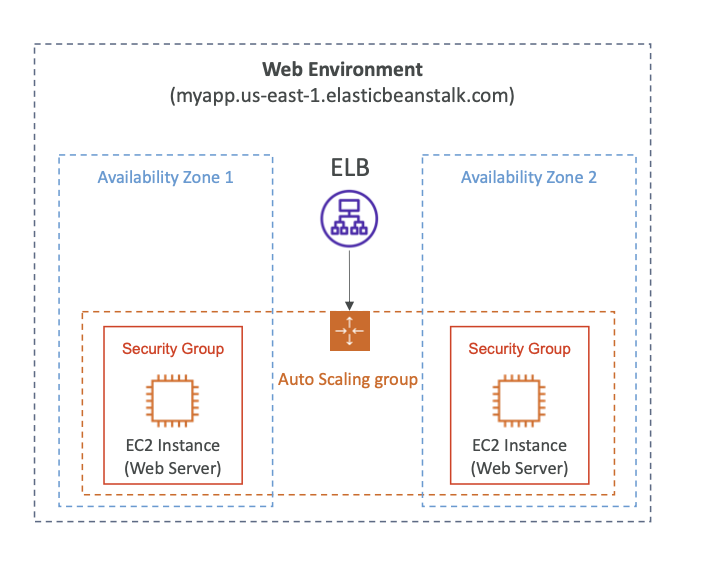 Web Environment
(myapp.us-east-1.elasticbeanstalk.com)
ELB
Availability Zone 1
Availability Zone 2
Security Group
Security Group
Auto Scaling group
EC2 Instance
(Web Server)
EC2 Instance
(Web Server)